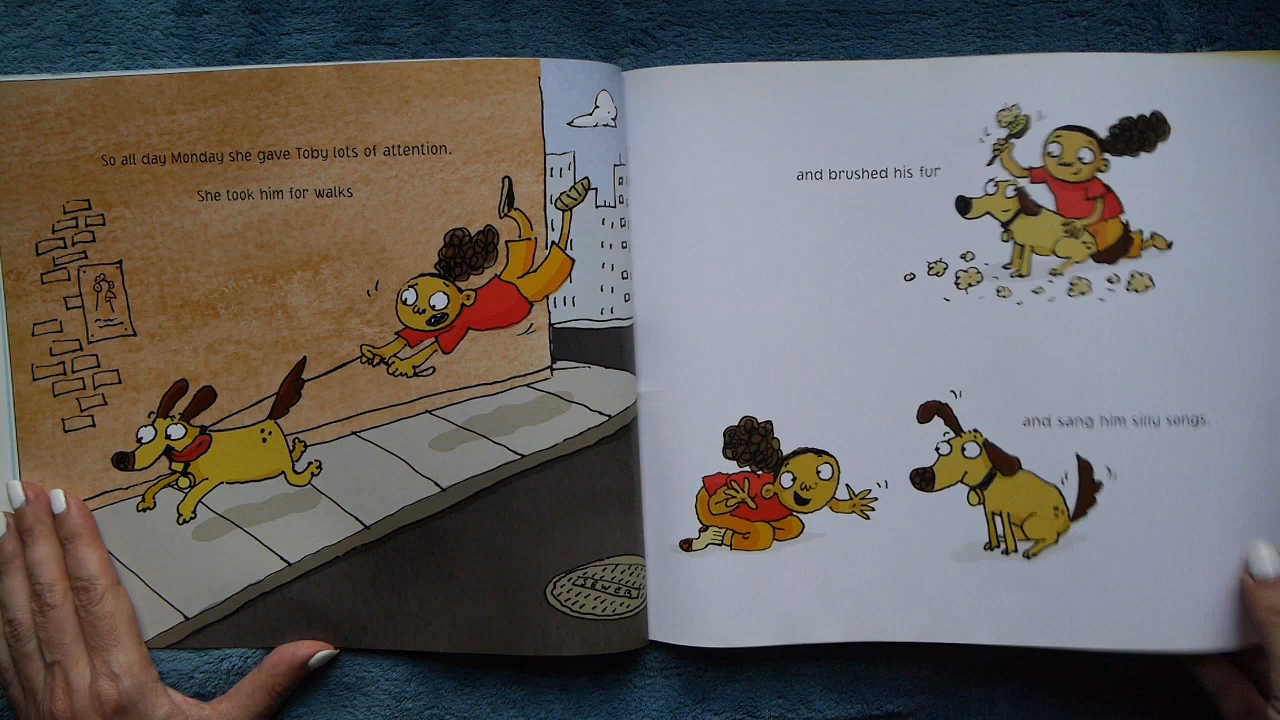 So all day Monday she gave Toby lots of attention.
She took him for walks
SEWER
and brushed his fur
and sang him silly songs.